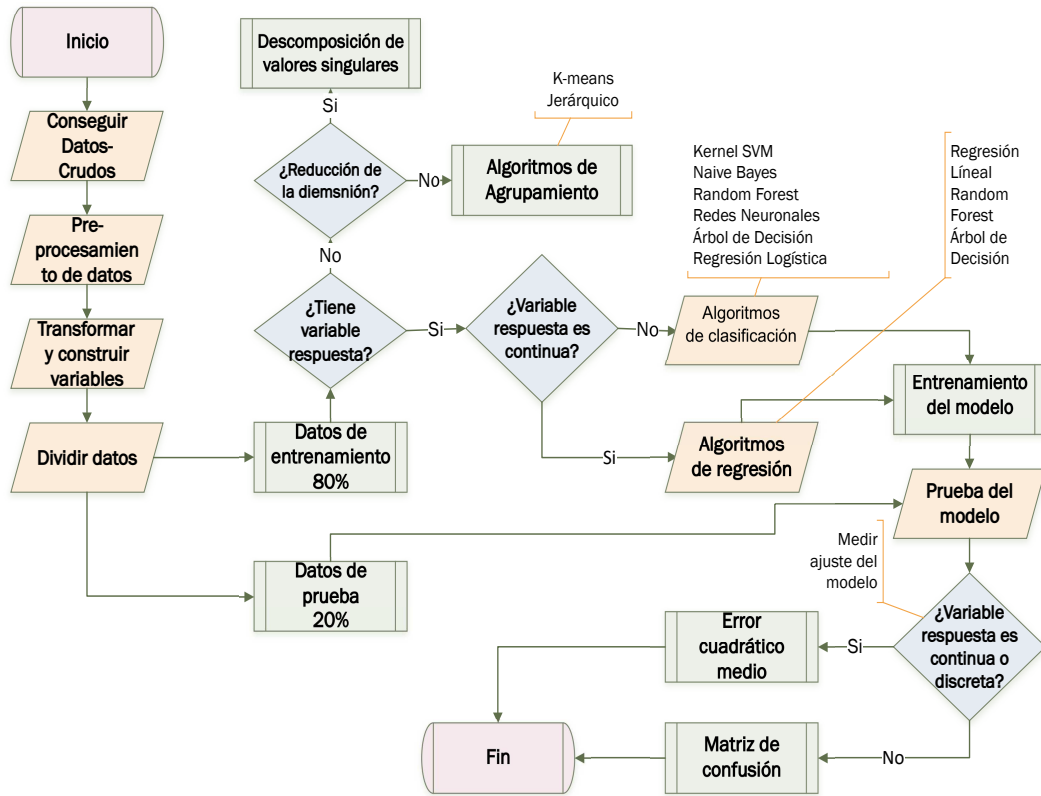 Inicio
Conseguir
Datos-
Crudos
Pre-
procesamien
to de datos
Transformar
y construir
variables
Dividir datos
Descomposición de
valores singulares
Si
¿Reducción de
la diemsnión?
No
K-means
Jerárquico
Algoritmos de
Agrupamiento
No
¿Tiene
variable
respuesta?
Si
¿Variable
respuesta es
continua?
No
Si
Datos de
entrenamiento
80%
Datos de
prueba
20%
Kernel SVM
Naive Bayes
Random Forest
Redes Neuronales
Árbol de Decisión
Regresión Logística
Algoritmos
de clasificación
Regresión
Líneal
Random
Forest
Árbol de
Decisión
Algoritmos
de regresión
Entrenamiento
del modelo
Prueba del
modelo
Medir
ajuste del
modelo
¿Variable
respuesta es
continua o
discreta?
Si
Error
cuadrático
medio
No
Matriz de
confusión
Fin